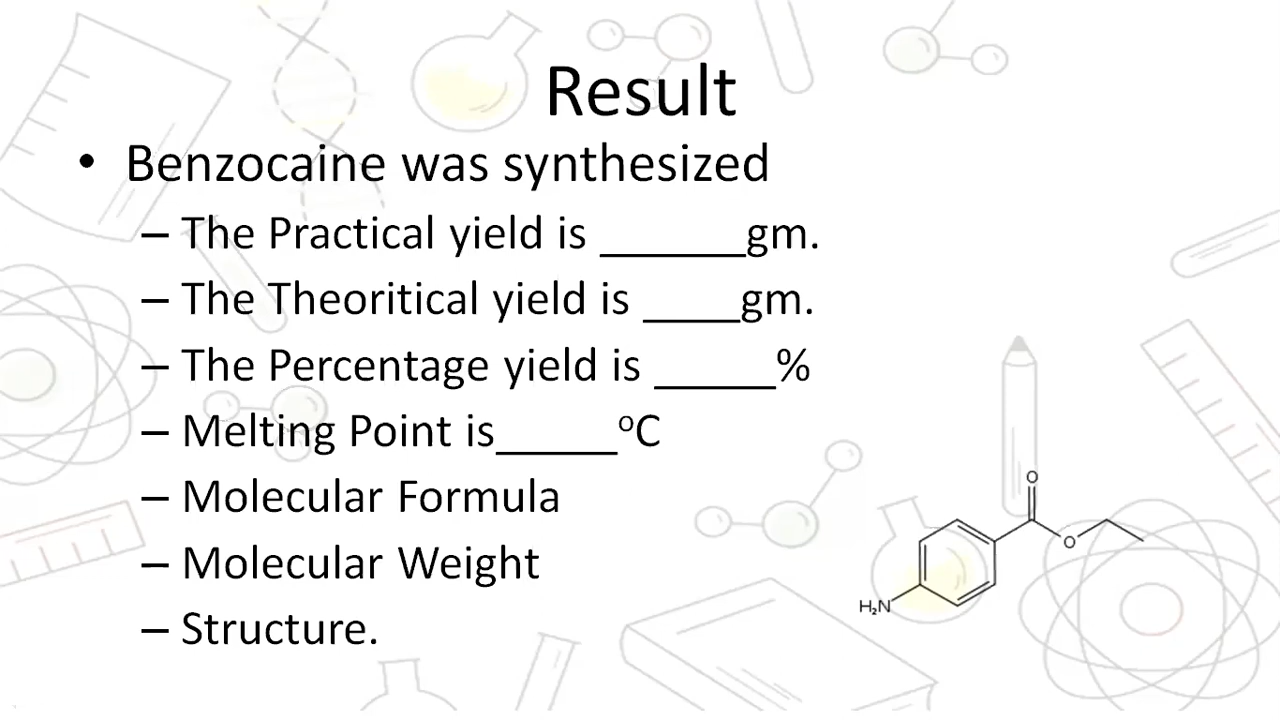 Result
• Benzocaine was synthesized
– The Practical yield is ______gm.
– The Theoritical yield is ____gm.
– The Percentage yield is _____%
– Melting Point is_____°C
– Molecular Formula
– Molecular Weight
– Structure.
O
O
H₂N